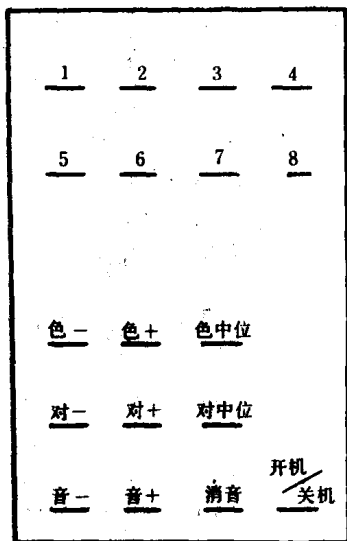 1 2 3 4
5 6 7 8
色－ 色＋ 色中位
对－ 对＋ 对中位
音－ 音＋ 消音 开机／关机